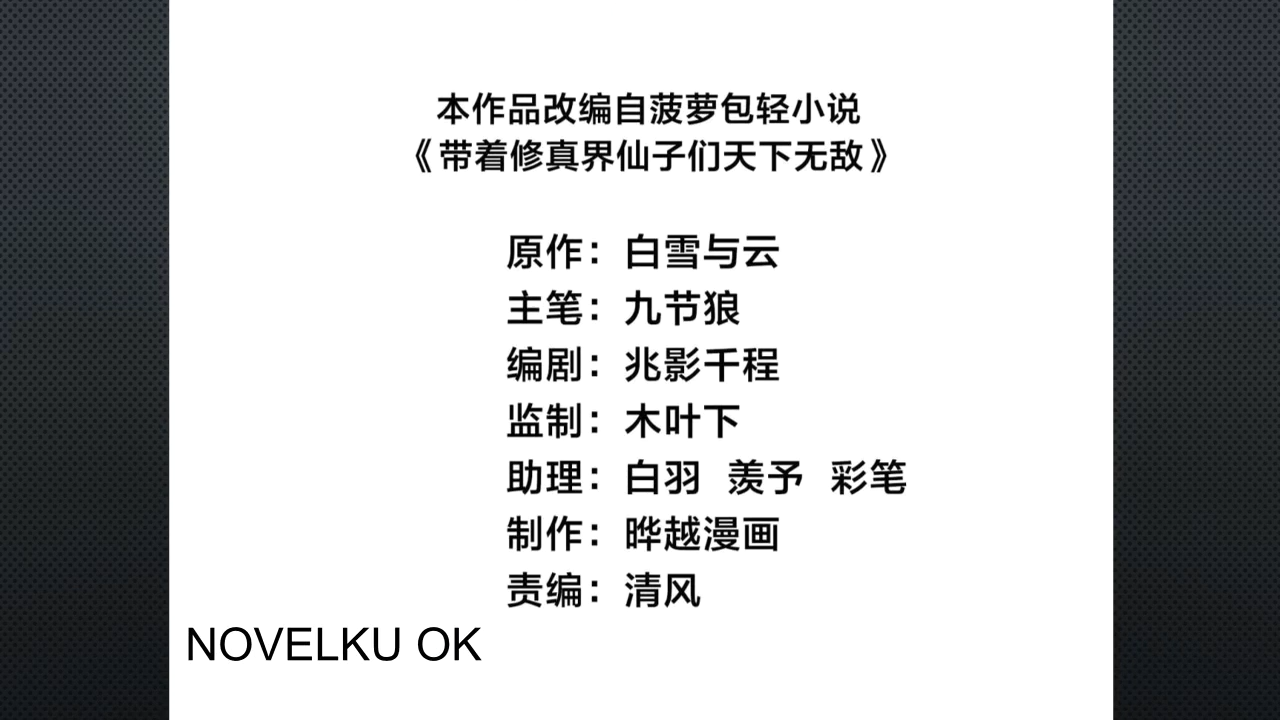 本作品改编自菠萝包轻小说
《带着修真界仙子们天下无敌》
原作：白雪与云
主笔：九节狼
编剧：兆影千程
监制：木叶下
助理：白羽 羡予 彩笔
制作：晔越漫画
责编：清风
NOVELKU OK